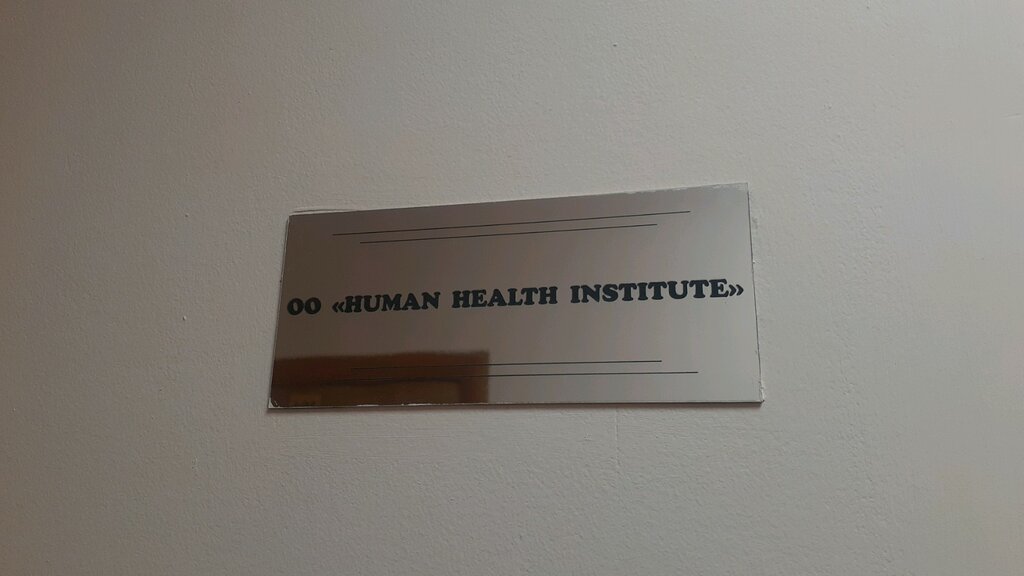 OO «HUMAN HEALTH INSTITUTE»